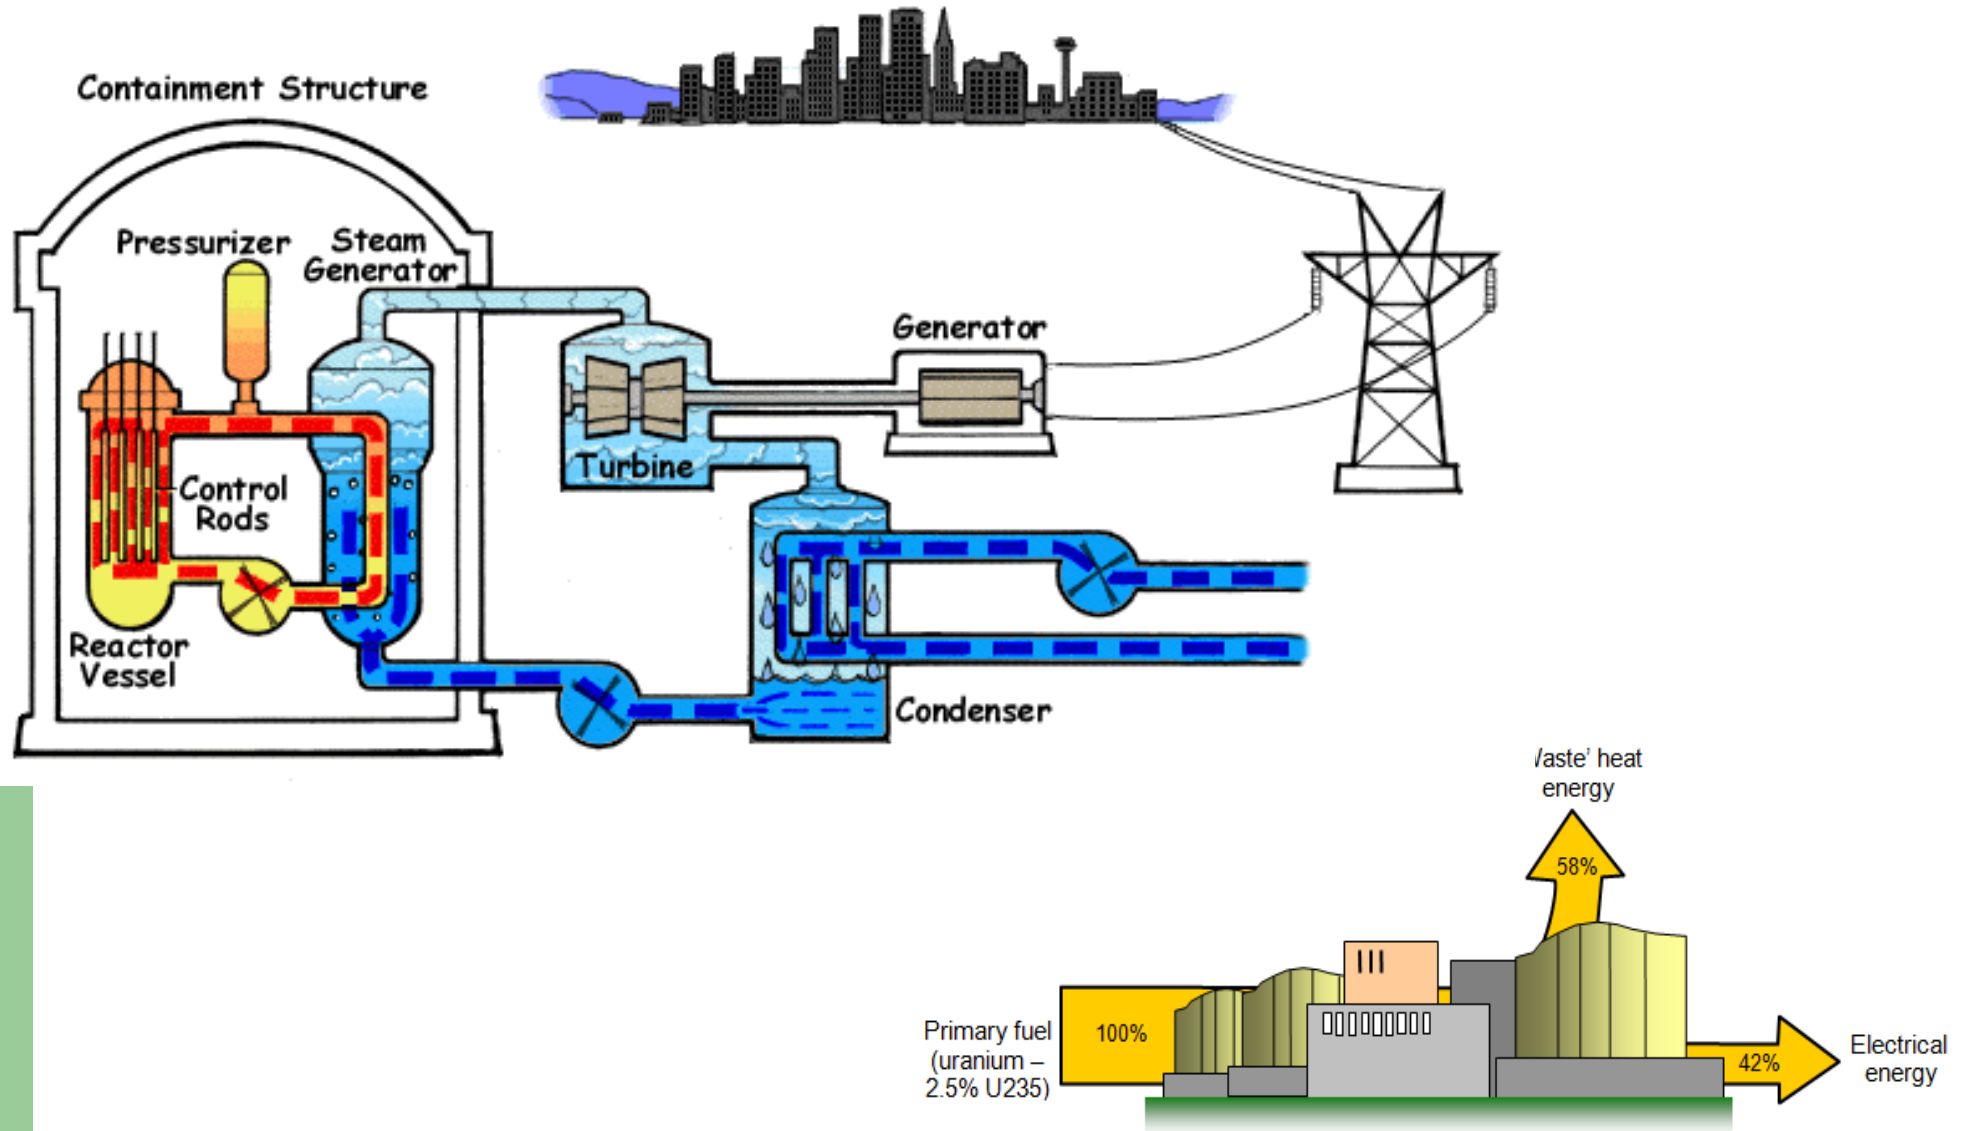 Containment Structure
Pressurizer
Steam
Generator
Control
Rods
Reactor
Vessel
Turbine
Generator
Condenser
heat
energy
58%
Primary fuel
(uranium –
2.5% U235)
100%
42%
Electrical
energy